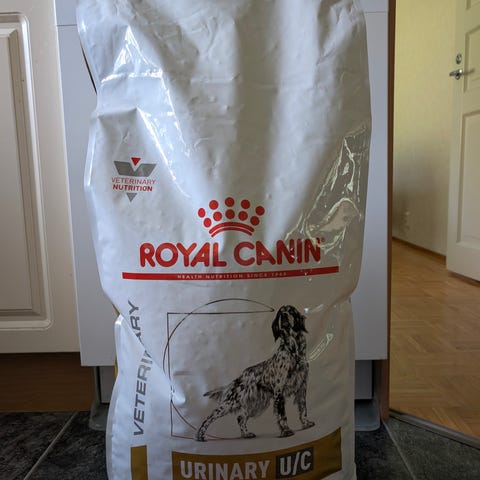 VETERINARY
NUTRITION
ROYAL CANIN
HEALTH NUTRITION SINCE 1968
VETERINARY
URINARY U/C